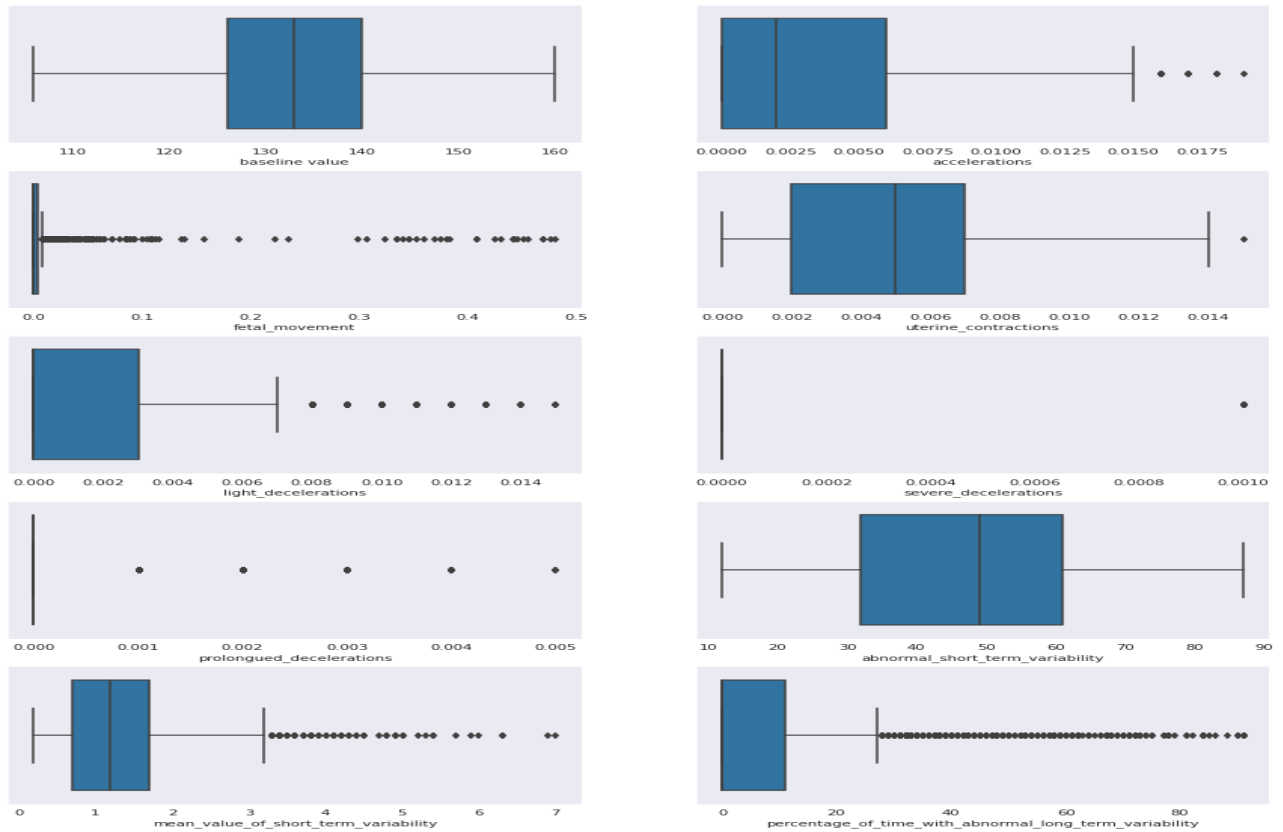 110 120 130 140 150 160
baseline value
0.0000 0.0025 0.0050 0.0075 0.0100 0.0125 0.0150 0.0175
accelerations
0.0 0.1 0.2 0.3 0.4 0.5
fetal_movement
0.000 0.002 0.004 0.006 0.008 0.010 0.012 0.014
uterine_contractions
0.000 0.002 0.004 0.006 0.008 0.010 0.012 0.014
light_decelerations
0.0000 0.0002 0.0004 0.0006 0.0008 0.0010
severe_decelerations
0.000 0.001 0.002 0.003 0.004 0.005
prolongued_decelerations
10 20 30 40 50 60 70 80 90
abnormal_short_term_variability
0 1 2 3 4 5 6 7
mean_value_of_short_term_variability
0 20 40 60 80
percentage_of_time_with_abnormal_long_term_variability